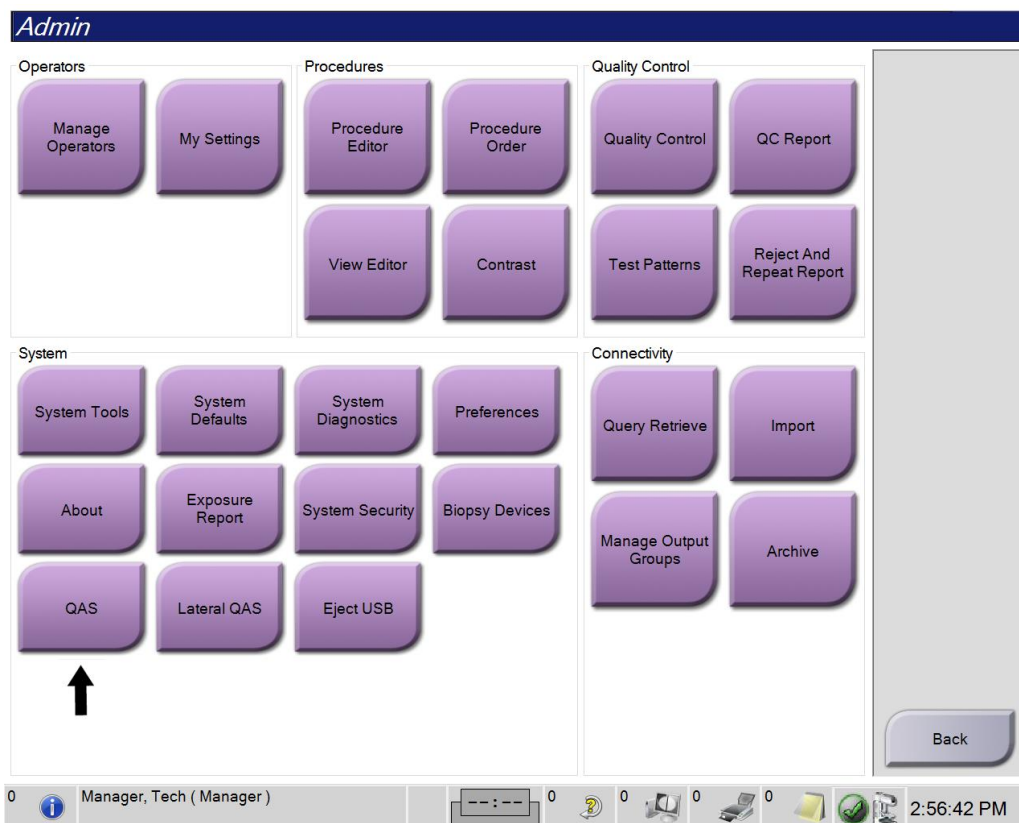 Admin
Operators
Manage
Operators
My Settings
Procedures
Procedure
Editor
Procedure
Order
View Editor
Contrast
Quality Control
Quality Control
QC Report
Test Patterns
Reject And
Repeat Report
System
System Tools
System
Defaults
System
Diagnostics
Preferences
About
Exposure
Report
System Security
Biopsy Devices
QAS
Lateral QAS
Eject USB
Connectivity
Query Retrieve
Import
Manage Output
Groups
Archive
Back
0
Manager, Tech ( Manager )
--:--
0
0
0
0
2:56:42 PM